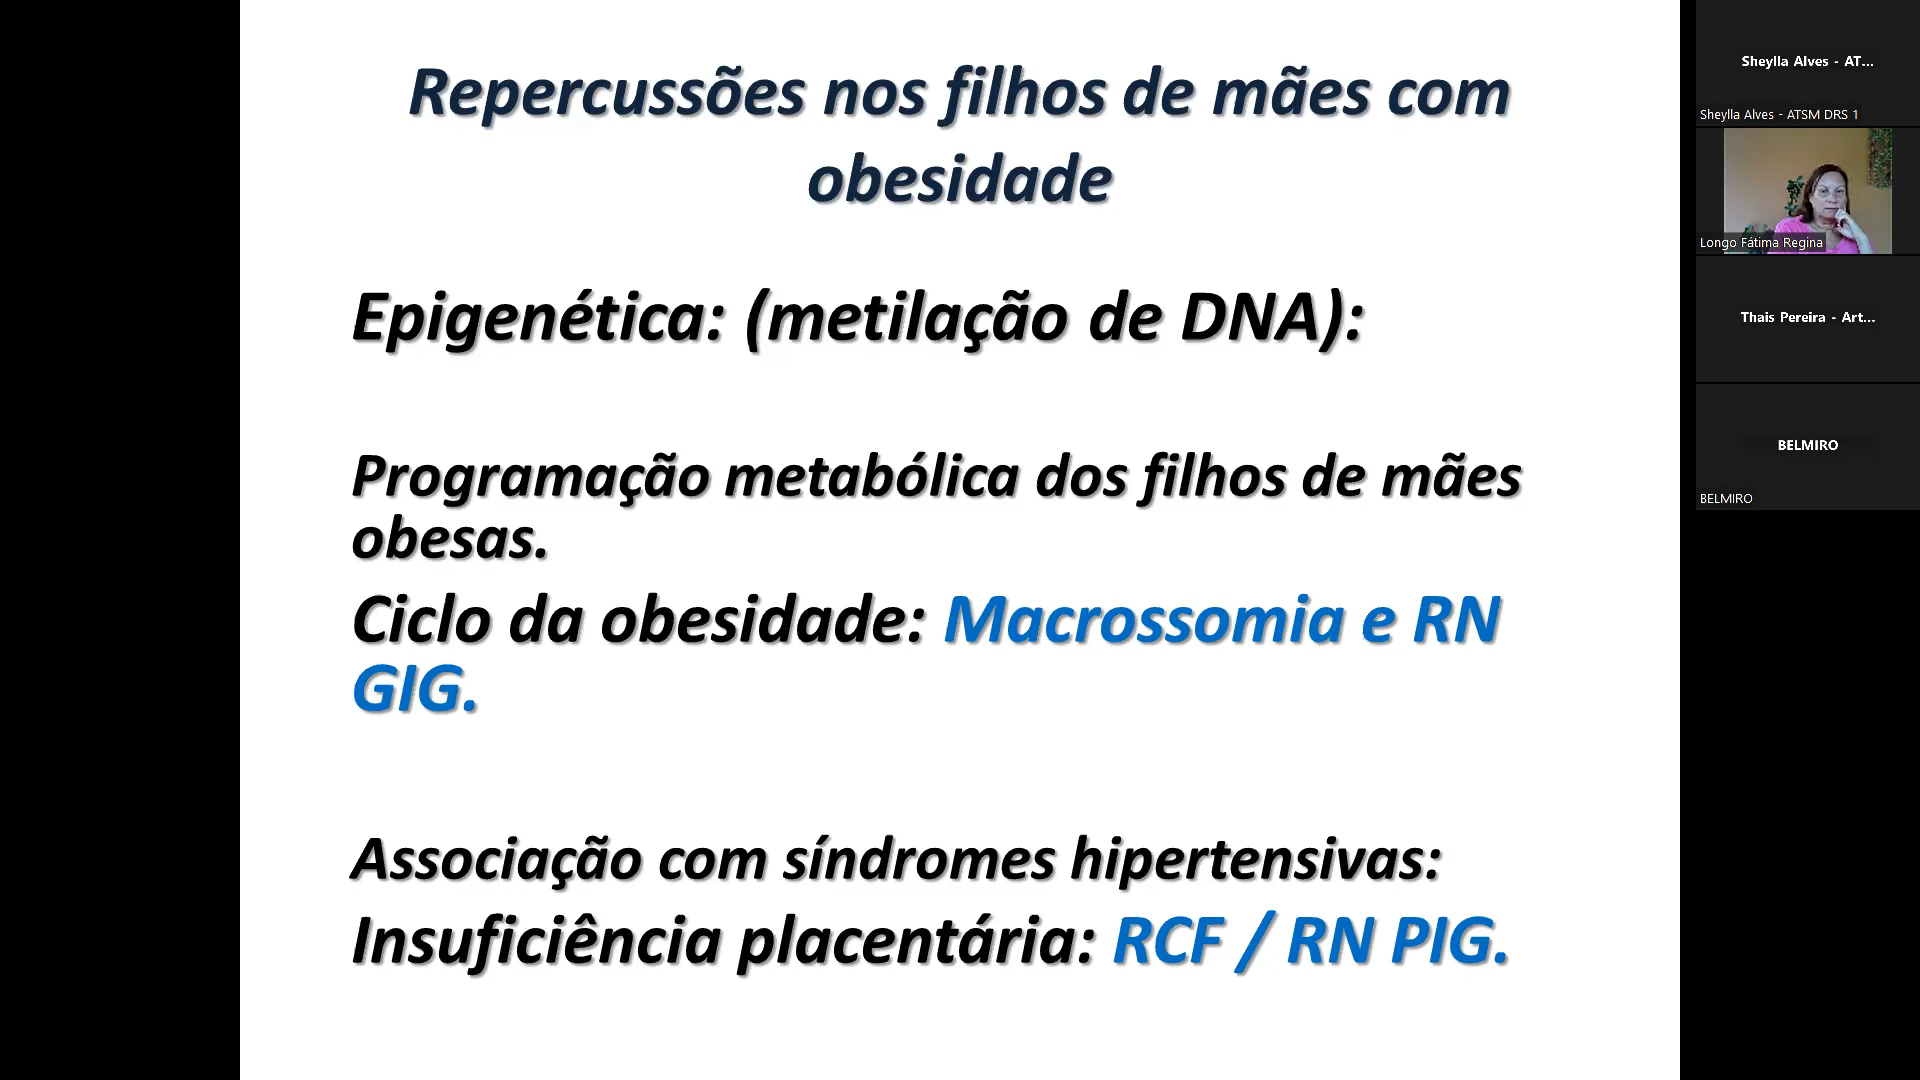 Repercussões nos filhos de mães com
obesidade
Epigenética: (metilação de DNA):
Programação metabólica dos filhos de mães
obesas.
Ciclo da obesidade: Macrossomia e RN
GIG.
Associação com síndromes hipertensivas:
Insuficiência placentária: RCF / RN PIG.
Sheylla Alves - AT...
Sheylla Alves - ATSM DRS 1
Longo Fátima Regina
Thais Pereira - Art...
BELMIRO
BELMIRO